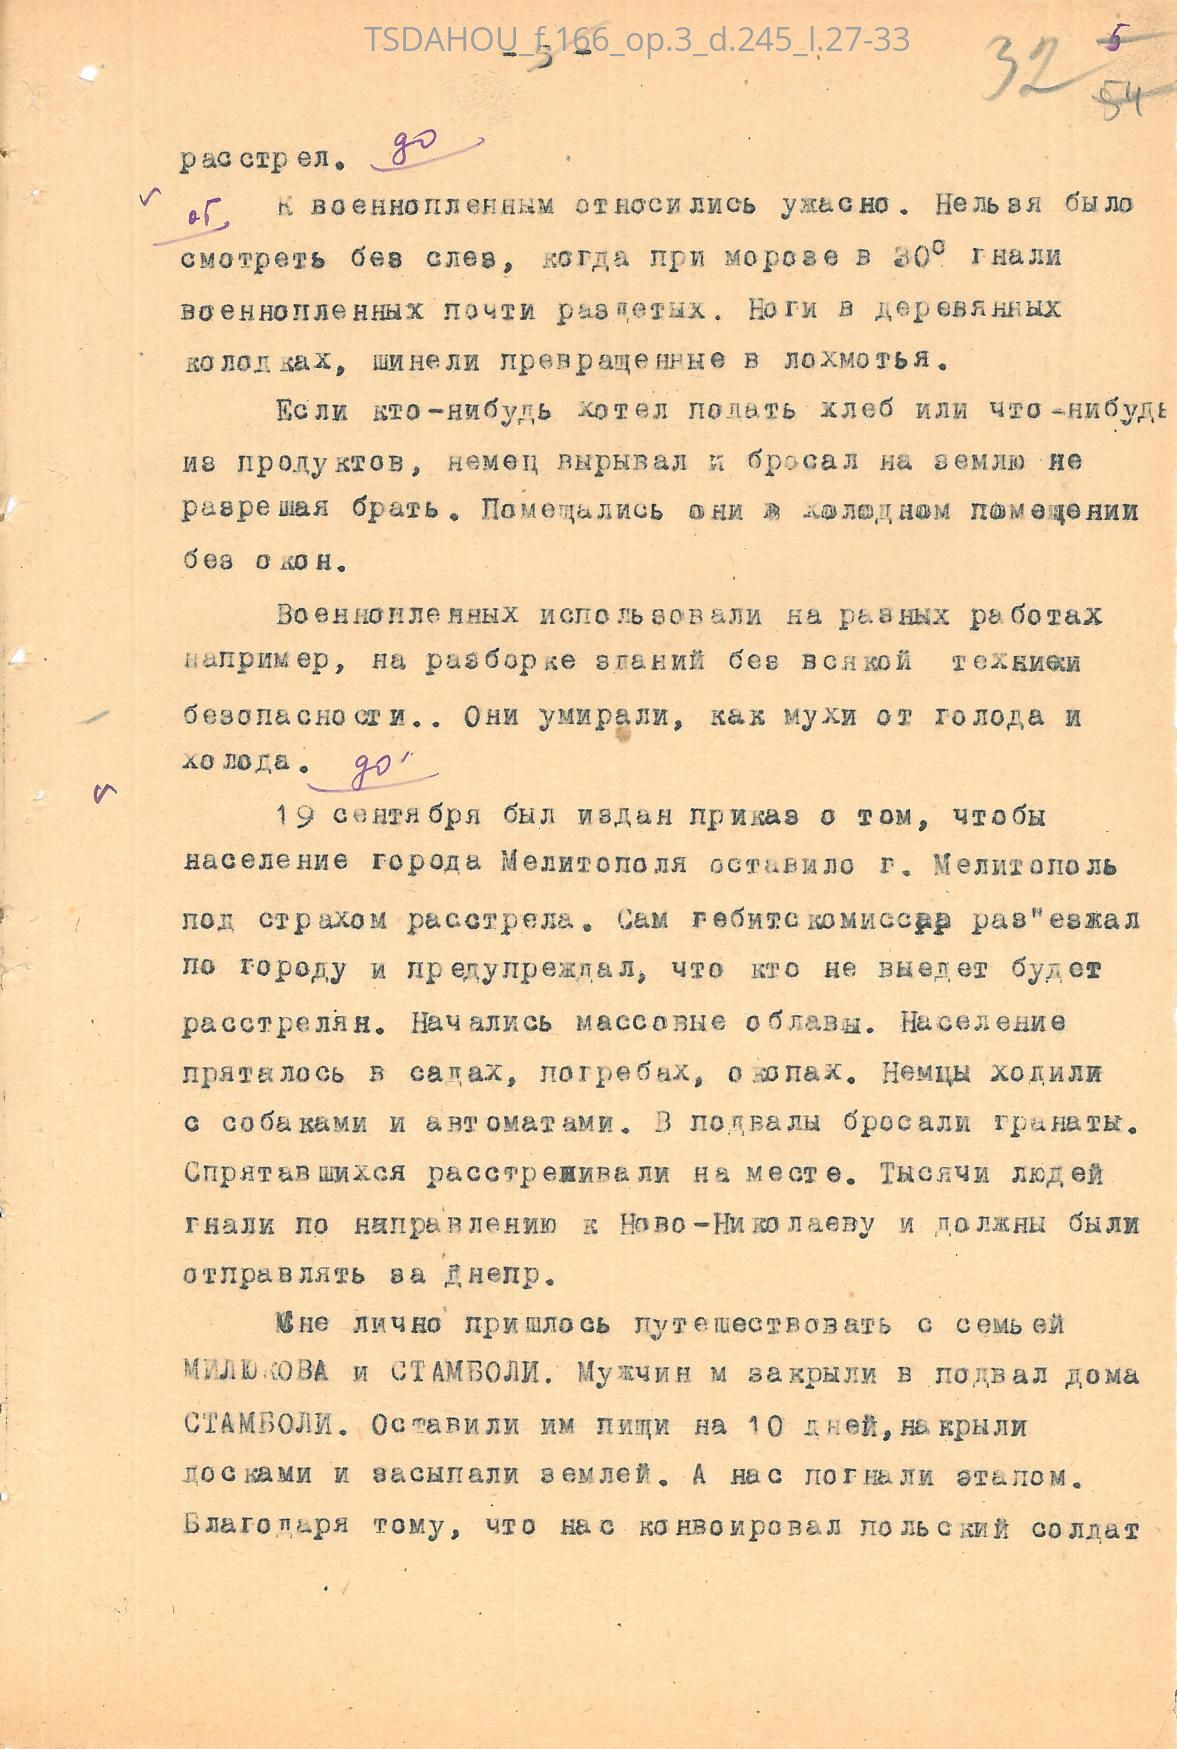 TSDAHOU_f.166_op.3_d.245_l.27-33
- 5 -
32
5
54
расстрел. до
от К военнопленным относились ужасно. Нельзя было
смотреть без слез, когда при морозе в 30° гнали
военнопленных почти раздетых. Ноги в деревянных
колодках, шинели превращенные в лохмотья.
Если кто-нибудь хотел подать хлеб или что-нибудь
из продуктов, немец вырывал и бросал на землю не
разрешая брать. Помещались они в холодном помещении
без окон.
Военнопленных использовали на разных работах
например, на разборке зданий без всякой техники
безопасности.. Они умирали, как мухи от голода и
холода. до
19 сентября был издан приказ о том, чтобы
население города Мелитополя оставило г. Мелитополь
под страхом расстрела. Сам гебитскомиссар раз"езжал
по городу и предупреждал, что кто не выедет будет
расстрелян. Начались массовые облавы. Население
пряталось в садах, погребах, окопах. Немцы ходили
с собаками и автоматами. В подвалы бросали гранаты.
Спрятавшихся расстреливали на месте. Тысячи людей
гнали по направлению к Ново-Николаеву и должны были
отправлять за Днепр.
Мне лично пришлось путешествовать с семьей
МИЛЮКОВА и СТАМБОЛИ. Мужчин м закрыли в подвал дома
СТАМБОЛИ. Оставили им пищи на 10 дней,накрыли
досками и засыпали землей. А нас погнали этапом.
Благодаря тому, что нас конвоировал польский солдат